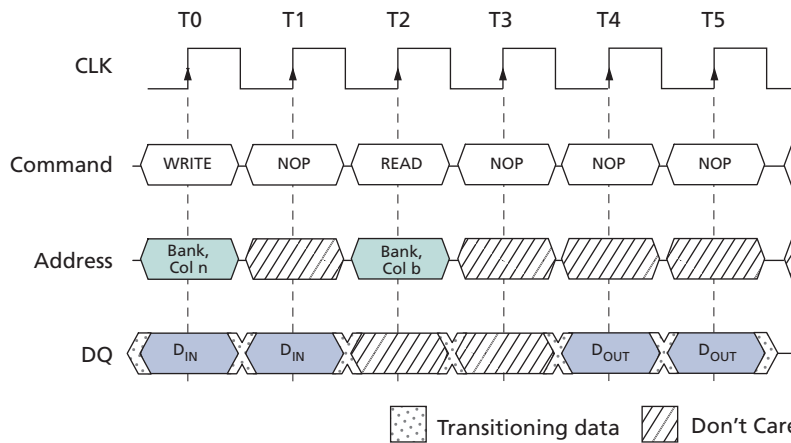 T0 T1 T2 T3 T4 T5
CLK
Command WRITE NOP READ NOP NOP NOP
Address Bank, Col n Bank, Col b
DQ DIN DIN DOUT DOUT
Transitioning data Don't Care